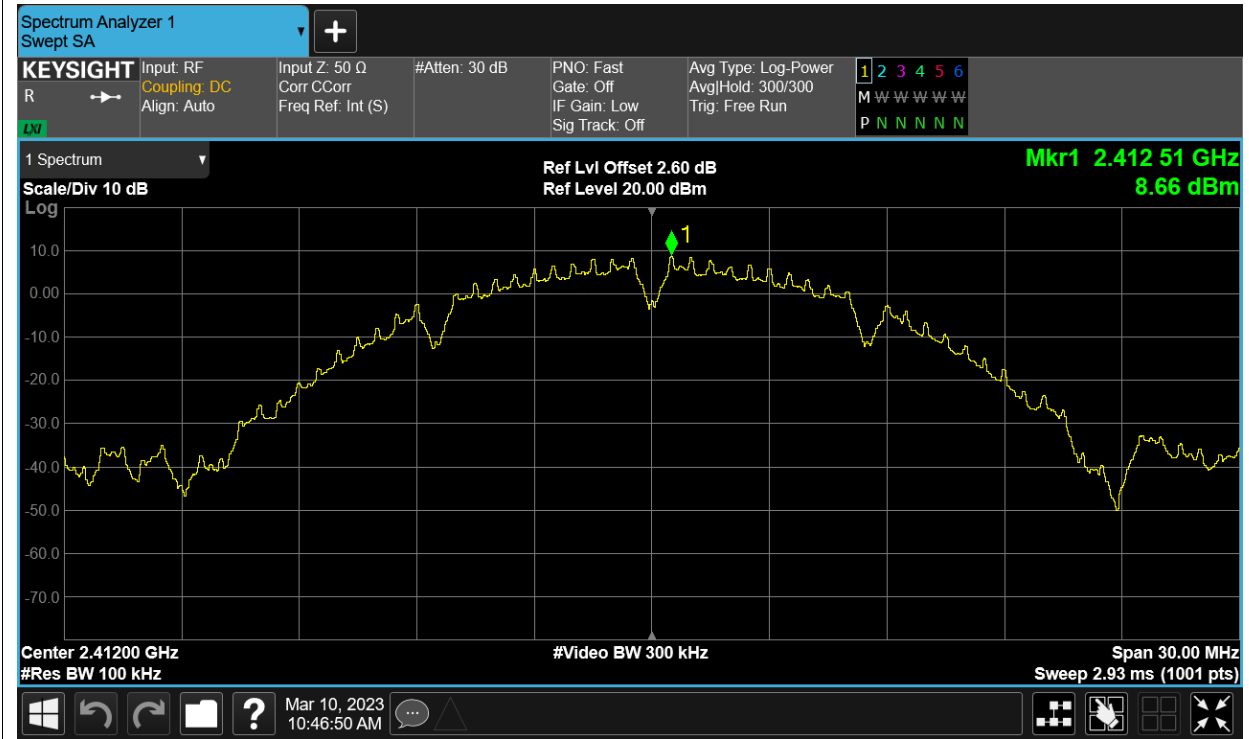 Spectrum Analyzer 1
Swept SA
KEYSIGHT
R
LXI
Input: RF
Coupling: DC
Align: Auto
Input Z: 50 Ω
Corr CCorr
Freq Ref: Int (S)
#Atten: 30 dB
PNO: Fast
Gate: Off
IF Gain: Low
Sig Track: Off
Avg Type: Log-Power
Avg|Hold: 300/300
Trig: Free Run
1 2 3 4 5 6
M W W W W W
P N N N N N
1 Spectrum
Scale/Div 10 dB
Log
Ref Lvl Offset 2.60 dB
Ref Level 20.00 dBm
Mkr1 2.412 51 GHz
8.66 dBm
1
10.0
0.00
-10.0
-20.0
-30.0
-40.0
-50.0
-60.0
-70.0
Center 2.41200 GHz
#Video BW 300 kHz
Span 30.00 MHz
#Res BW 100 kHz
Sweep 2.93 ms (1001 pts)
?
Mar 10, 2023
10:46:50 AM